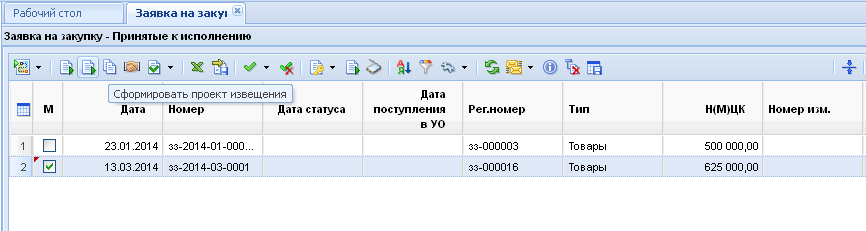 Рабочий стол
Заявка на закуп
Заявка на закупку - Принятые к исполнению
Сформировать проект извещения
М Дата Номер Дата статуса Дата поступления в УО Рег.номер Тип Н(М)ЦК Номер изм.
1 23.01.2014 зз-2014-01-000... зз-000003 Товары 500 000,00
2 13.03.2014 зз-2014-03-0001 зз-000016 Товары 625 000,00